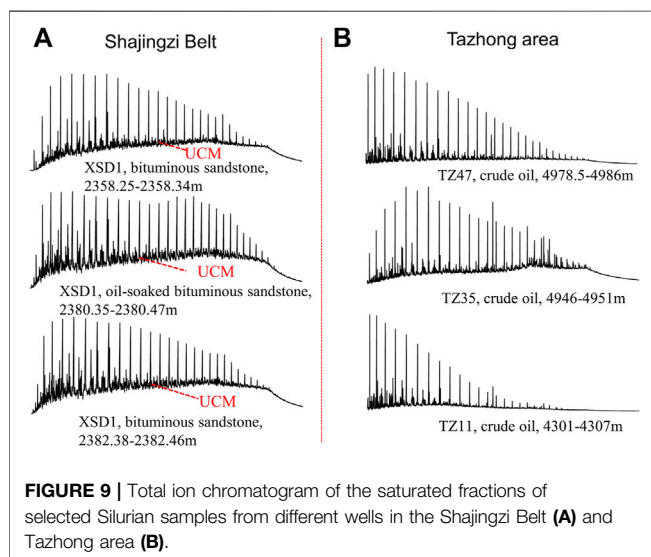 A
Shajingzi Belt
UCM
XSD1, bituminous sandstone,
2358.25-2358.34m
UCM
XSD1, oil-soaked bituminous sandstone,
2380.35-2380.47m
UCM
XSD1, bituminous sandstone,
2382.38-2382.46m
B
Tazhong area
TZ47, crude oil, 4978.5-4986m
TZ35, crude oil, 4946-4951m
TZ11, crude oil, 4301-4307m
FIGURE 9 | Total ion chromatogram of the saturated fractions of
selected Silurian samples from different wells in the Shajingzi Belt (A) and
Tazhong area (B).